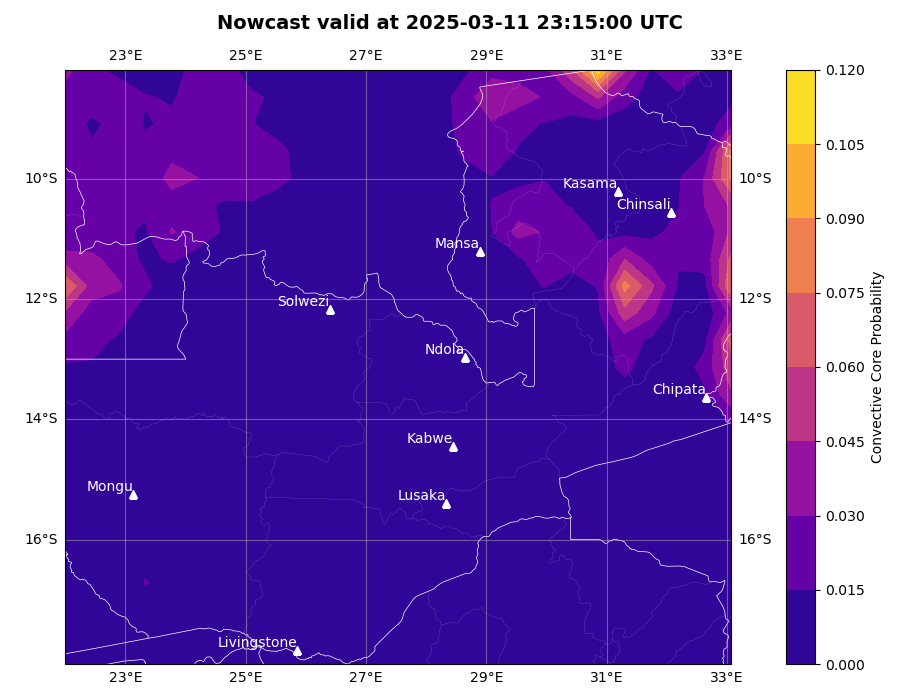 Nowcast valid at 2025-03-11 23:15:00 UTC
23°E 25°E 27°E 29°E 31°E 33°E
0.120
0.105
0.090
0.075
0.060
0.045
0.030
0.015
0.000
Convective Core Probability
10°S 10°S
12°S 12°S
14°S 14°S
16°S 16°S
Kasama
Chinsali
Mansa
Solwezi
Ndola
Chipata
Kabwe
Mongu
Lusaka
Livingstone
23°E 25°E 27°E 29°E 31°E 33°E